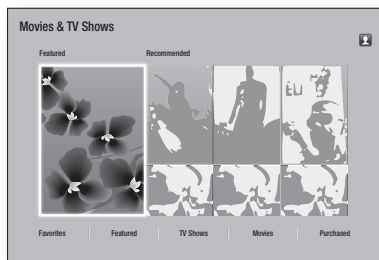 Movies & TV Shows
Featured Recommended
Favorites Featured TV Shows Movies Purchased